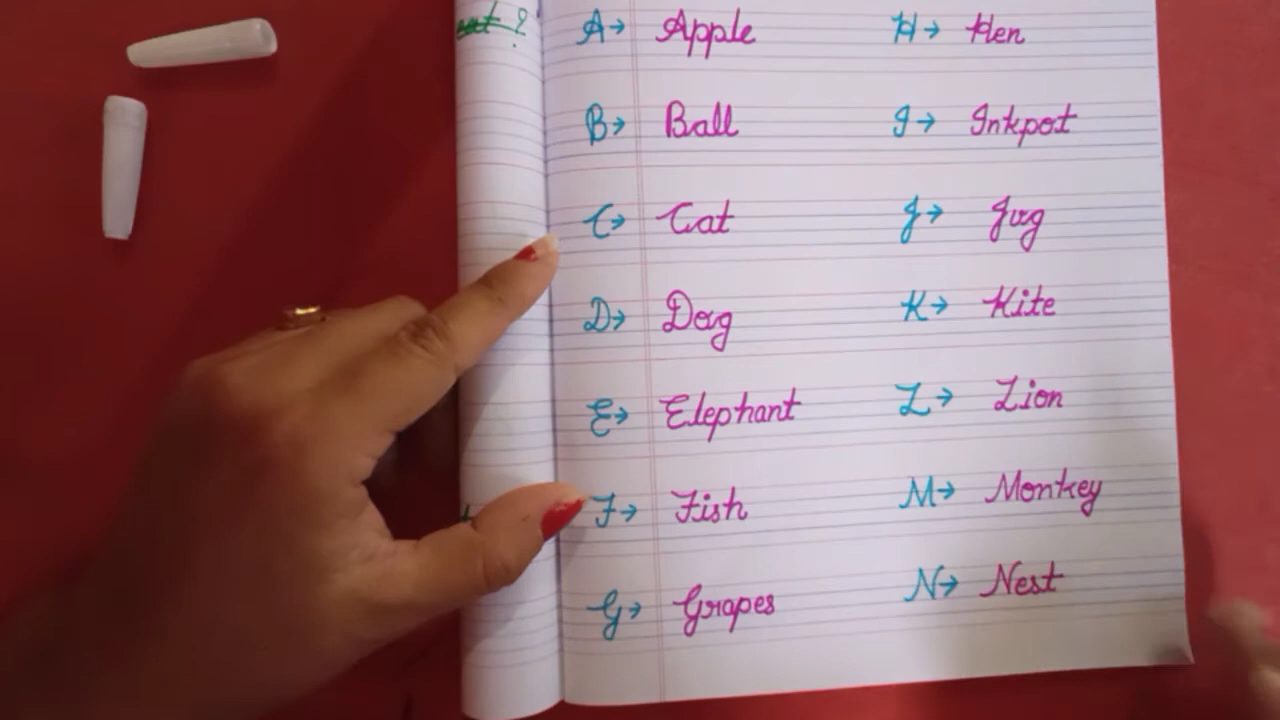 A→ Apple
B→ Ball
C→ Cat
D→ Dog
E→ Elephant
F→ Fish
G→ Grapes
H→ Hen
I→ Inkpot
J→ Jug
K→ Kite
L→ Lion
M→ Monkey
N→ Nest